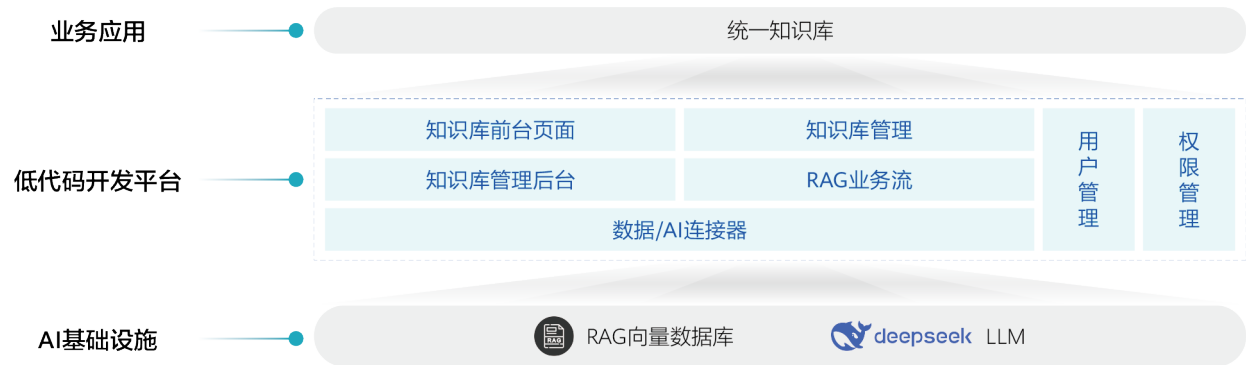 业务应用
统一知识库
低代码开发平台
知识库前台页面
知识库管理
知识库管理后台
RAG业务流
数据/AI连接器
用户管理
权限管理
AI基础设施
RAG
RAG向量数据库
deepseek LLM